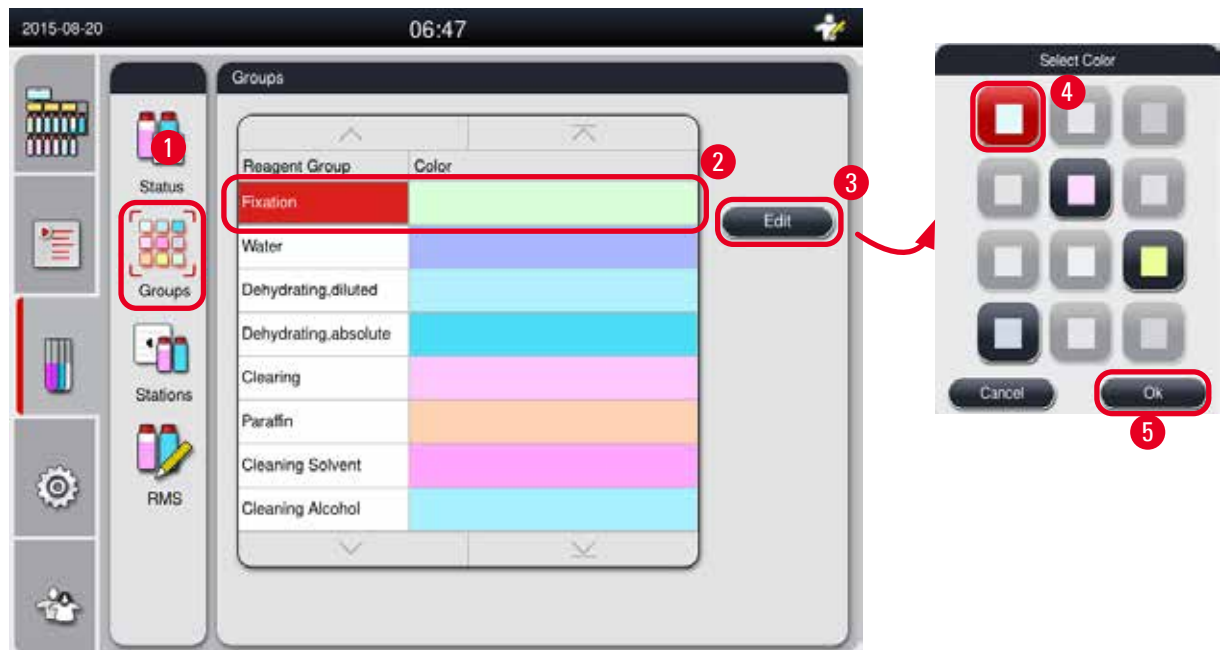 2015-08-20 06:47
Groups
1
Status
Groups
Stations
RMS
Reagent Group Color
2
Fixation
Water
Dehydrating,diluted
Dehydrating,absolute
Clearing
Paraffin
Cleaning Solvent
Cleaning Alcohol
3
Edit
Select Color
4
Cancel Ok
5